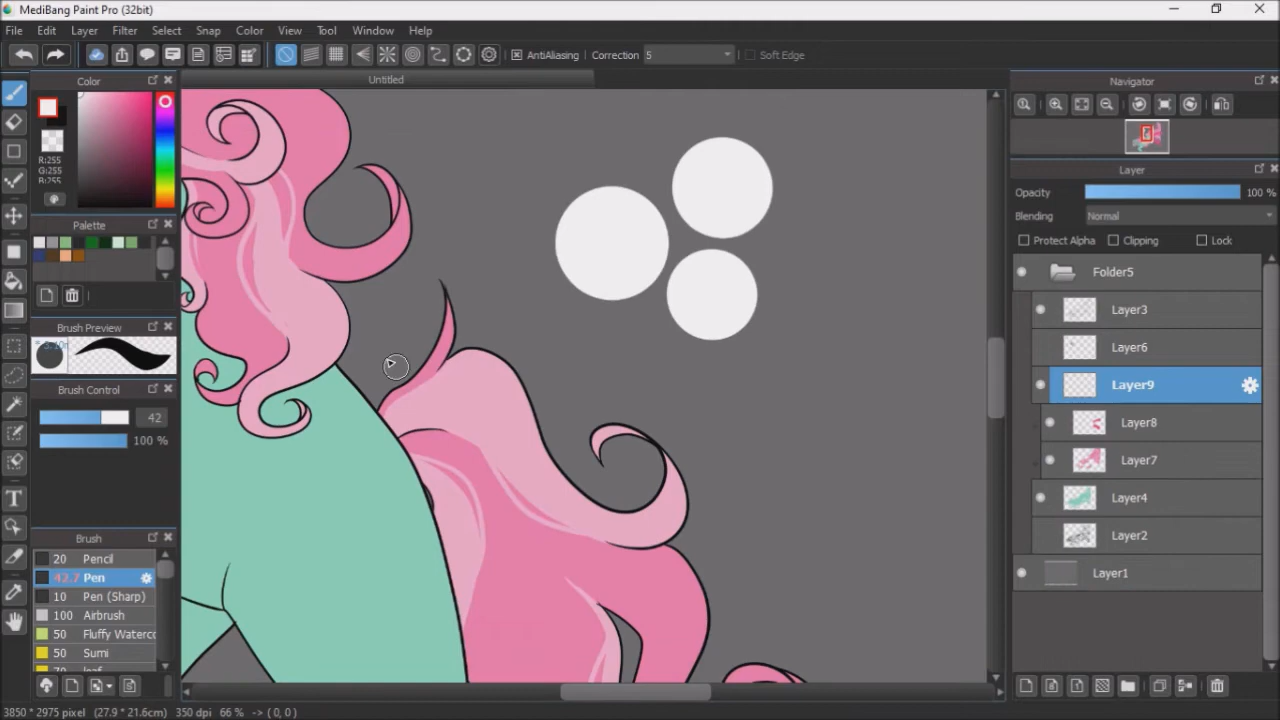 MediBang Paint Pro (32bit)
File Edit Layer Filter Select Snap Color View Tool Window Help
AntiAliasing Correction 5 Soft Edge
Color
Untitled
Navigator
R:255
G:255
B:255
Layer
Opacity 100 %
Blending Normal
Palette
Protect Alpha Clipping Lock
Folder5
Layer3
Brush Preview
Layer6
Brush Control
Layer9
42
Layer8
100 %
Layer7
Layer4
Brush
Layer2
20 Pencil
42.7 Pen
Layer1
10 Pen (Sharp)
100 Airbrush
50 Fluffy Waterco
50 Sumi
70 leaf
3850 * 2975 pixel (27.9 * 21.6cm) 350 dpi 66 % -> ( 0, 0 )